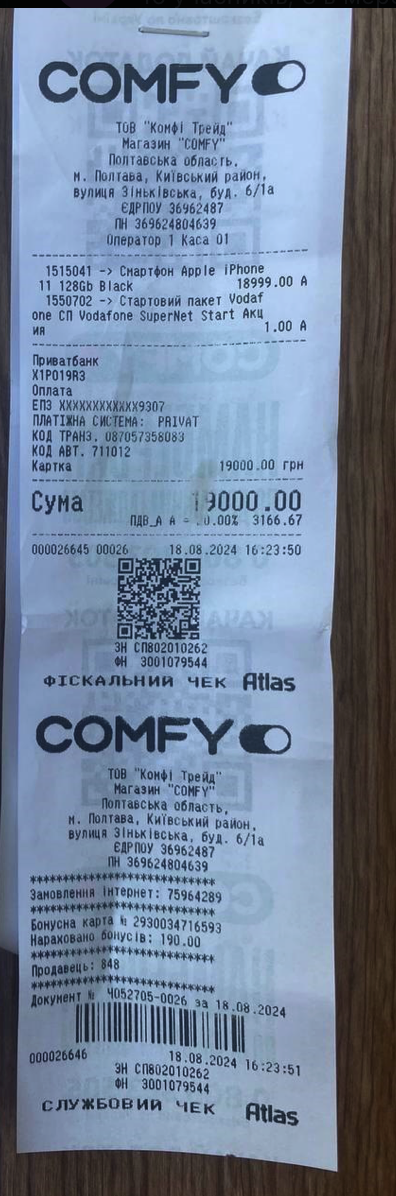 COMFY
ТОВ "Комфі Трейд"
Магазин "COMFY"
Полтавська область,
м. Полтава, Київський район,
вулиця Зіньківська, буд. 6/1а
ЄДРПОУ 36962487
ПН 369624804639
Оператор 1 Каса 01
1515041 -> Смартфон Apple iPhone
11 128Gb Black 18999.00 А
1550702 -> Стартовий пакет Vodaf
one СП Vodafone SuperNet Start Акц
ия 1.00 А
Приватбанк
X1P019R3
Оплата
ЕПЗ XXXXXXXXXXXX9307
ПЛАТІЖНА СИСТЕМА: PRIVAT
КОД ТРАНЗ. 087057358083
КОД АВТ. 711012
Картка 19000.00 грн
Сума 19000.00
ПДВ_А А = 20.00% 3166.67
000026645 00026 18.08.2024 16:23:50
ЗН СП802010262
ФН 3001079544
ФІСКАЛЬНИЙ ЧЕК Atlas
COMFY
ТОВ "Комфі Трейд"
Магазин "COMFY"
Полтавська область,
м. Полтава, Київський район,
вулиця Зіньківська, буд. 6/1а
ЄДРПОУ 36962487
ПН 369624804639
********************************
Замовлення інтернет: 75964289
********************************
Бонусна карта № 2930034716593
Нараховано бонусів: 190.00
********************************
Продавець: 848
********************************
Документ № Ч052705-0026 за 18.08.2024
000026646 18.08.2024 16:23:51
ЗН СП802010262
ФН 3001079544
СЛУЖБОВИЙ ЧЕК Atlas